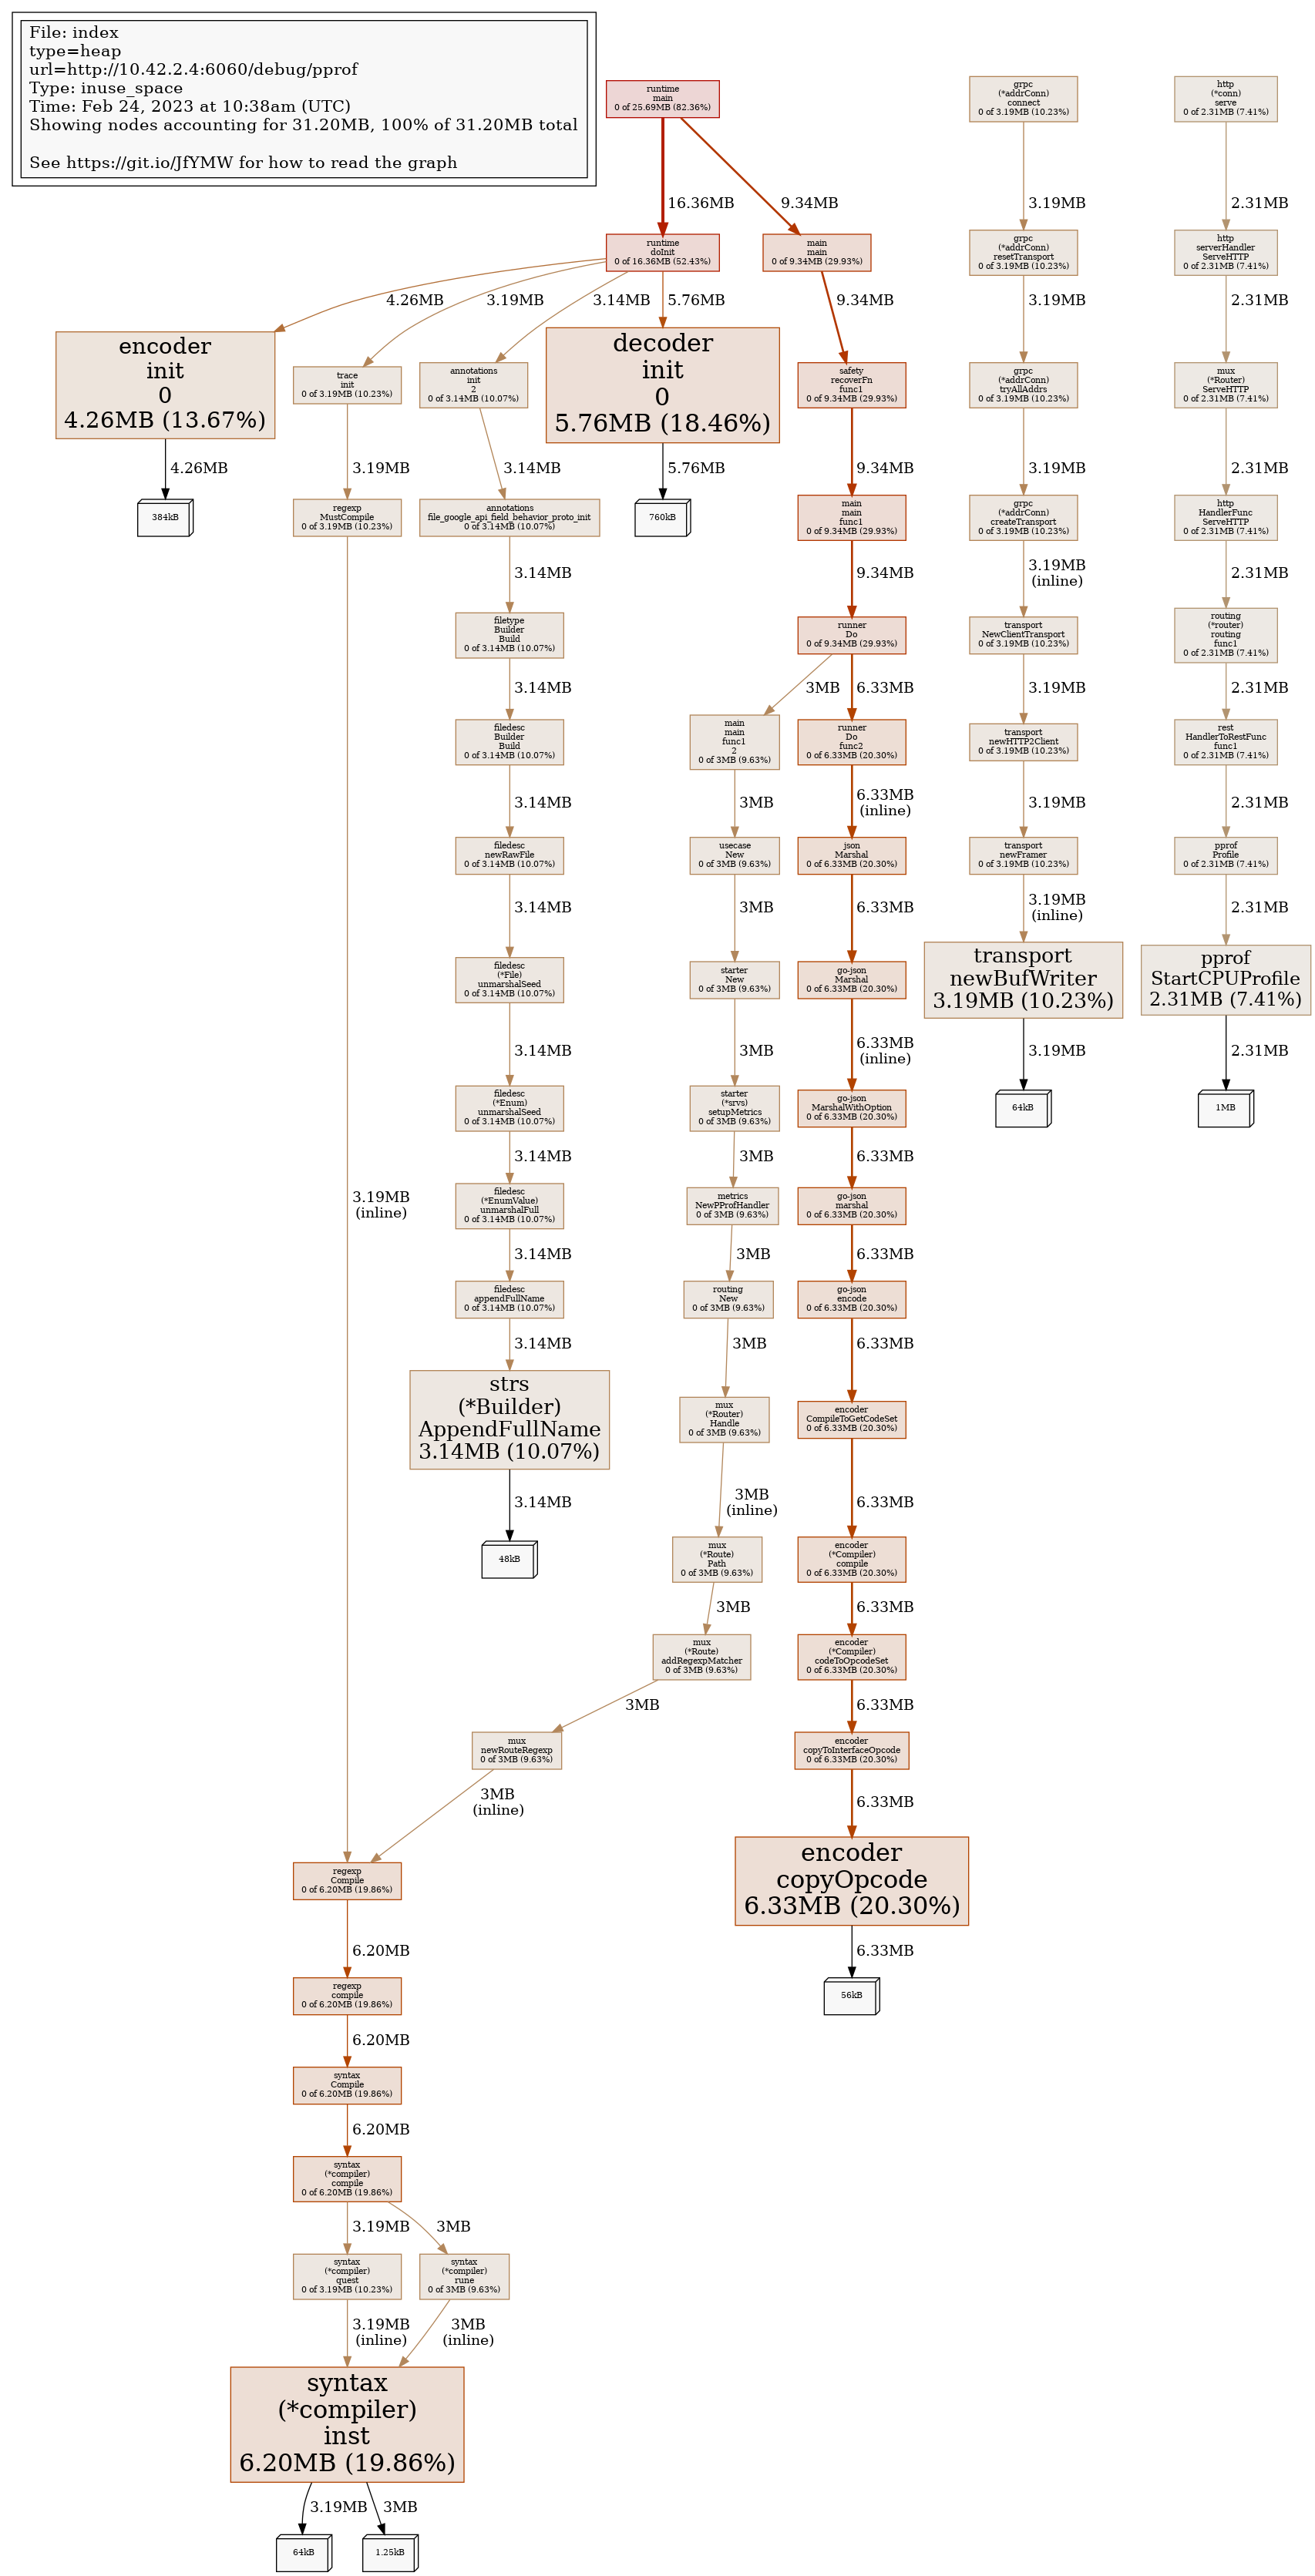 File: index
type=heap
url=http://10.42.2.4:6060/debug/pprof
Type: inuse_space
Time: Feb 24, 2023 at 10:38am (UTC)
Showing nodes accounting for 31.20MB, 100% of 31.20MB total
See https://git.io/JfYMW for how to read the graph
runtime
main
0 of 25.69MB (82.36%)
grpc
(*addrConn)
connect
0 of 3.19MB (10.23%)
http
(*conn)
serve
0 of 2.31MB (7.41%)
16.36MB
9.34MB
3.19MB
2.31MB
runtime
doInit
0 of 16.36MB (52.43%)
main
main
0 of 9.34MB (29.93%)
grpc
(*addrConn)
resetTransport
0 of 3.19MB (10.23%)
http
serverHandler
ServeHTTP
0 of 2.31MB (7.41%)
4.26MB
3.19MB
3.14MB
5.76MB
9.34MB
3.19MB
2.31MB
encoder
init
0
4.26MB (13.67%)
trace
init
0 of 3.19MB (10.23%)
annotations
init
2
0 of 3.14MB (10.07%)
decoder
init
0
5.76MB (18.46%)
safety
recoverFn
func1
0 of 9.34MB (29.93%)
grpc
(*addrConn)
tryAllAddrs
0 of 3.19MB (10.23%)
mux
(*Router)
ServeHTTP
0 of 2.31MB (7.41%)
4.26MB
3.19MB
3.14MB
5.76MB
9.34MB
3.19MB
2.31MB
384kB
regexp
MustCompile
0 of 3.19MB (10.23%)
annotations
file_google_api_field_behavior_proto_init
0 of 3.14MB (10.07%)
760kB
main
main
func1
0 of 9.34MB (29.93%)
grpc
(*addrConn)
createTransport
0 of 3.19MB (10.23%)
http
HandlerFunc
ServeHTTP
0 of 2.31MB (7.41%)
3.14MB
9.34MB
3.19MB
(inline)
2.31MB
filetype
Builder
Build
0 of 3.14MB (10.07%)
runner
Do
0 of 9.34MB (29.93%)
transport
NewClientTransport
0 of 3.19MB (10.23%)
routing
(*router)
routing
func1
0 of 2.31MB (7.41%)
3.14MB
3MB
6.33MB
3.19MB
2.31MB
filedesc
Builder
Build
0 of 3.14MB (10.07%)
main
main
func1
2
0 of 3MB (9.63%)
runner
Do
func2
0 of 6.33MB (20.30%)
transport
newHTTP2Client
0 of 3.19MB (10.23%)
rest
HandlerToRestFunc
func1
0 of 2.31MB (7.41%)
3.14MB
3MB
6.33MB
(inline)
3.19MB
2.31MB
filedesc
newRawFile
0 of 3.14MB (10.07%)
usecase
New
0 of 3MB (9.63%)
json
Marshal
0 of 6.33MB (20.30%)
transport
newFramer
0 of 3.19MB (10.23%)
pprof
Profile
0 of 2.31MB (7.41%)
3.14MB
3MB
6.33MB
3.19MB
(inline)
2.31MB
filedesc
(*File)
unmarshalSeed
0 of 3.14MB (10.07%)
starter
New
0 of 3MB (9.63%)
go-json
Marshal
0 of 6.33MB (20.30%)
transport
newBufWriter
3.19MB (10.23%)
pprof
StartCPUProfile
2.31MB (7.41%)
3.14MB
3MB
6.33MB
(inline)
3.19MB
2.31MB
filedesc
(*Enum)
unmarshalSeed
0 of 3.14MB (10.07%)
starter
(*srvs)
setupMetrics
0 of 3MB (9.63%)
go-json
MarshalWithOption
0 of 6.33MB (20.30%)
64kB
1MB
3.14MB
3MB
6.33MB
3.19MB
(inline)
filedesc
(*EnumValue)
unmarshalFull
0 of 3.14MB (10.07%)
metrics
NewPProfHandler
0 of 3MB (9.63%)
go-json
marshal
0 of 6.33MB (20.30%)
3.14MB
3MB
6.33MB
filedesc
appendFullName
0 of 3.14MB (10.07%)
routing
New
0 of 3MB (9.63%)
go-json
encode
0 of 6.33MB (20.30%)
3.14MB
3MB
6.33MB
strs
(*Builder)
AppendFullName
3.14MB (10.07%)
mux
(*Router)
Handle
0 of 3MB (9.63%)
encoder
CompileToGetCodeSet
0 of 6.33MB (20.30%)
3.14MB
3MB
(inline)
6.33MB
48kB
mux
(*Route)
Path
0 of 3MB (9.63%)
encoder
(*Compiler)
compile
0 of 6.33MB (20.30%)
3MB
6.33MB
mux
(*Route)
addRegexpMatcher
0 of 3MB (9.63%)
encoder
(*Compiler)
codeToOpcodeSet
0 of 6.33MB (20.30%)
3MB
6.33MB
mux
newRouteRegexp
0 of 3MB (9.63%)
encoder
copyToInterfaceOpcode
0 of 6.33MB (20.30%)
3MB
(inline)
6.33MB
regexp
Compile
0 of 6.20MB (19.86%)
encoder
copyOpcode
6.33MB (20.30%)
6.20MB
6.33MB
regexp
compile
0 of 6.20MB (19.86%)
56kB
6.20MB
syntax
Compile
0 of 6.20MB (19.86%)
6.20MB
syntax
(*compiler)
compile
0 of 6.20MB (19.86%)
3.19MB
3MB
syntax
(*compiler)
quest
0 of 3.19MB (10.23%)
syntax
(*compiler)
rune
0 of 3MB (9.63%)
3.19MB
(inline)
3MB
(inline)
syntax
(*compiler)
inst
6.20MB (19.86%)
3.19MB
3MB
64kB
1.25kB